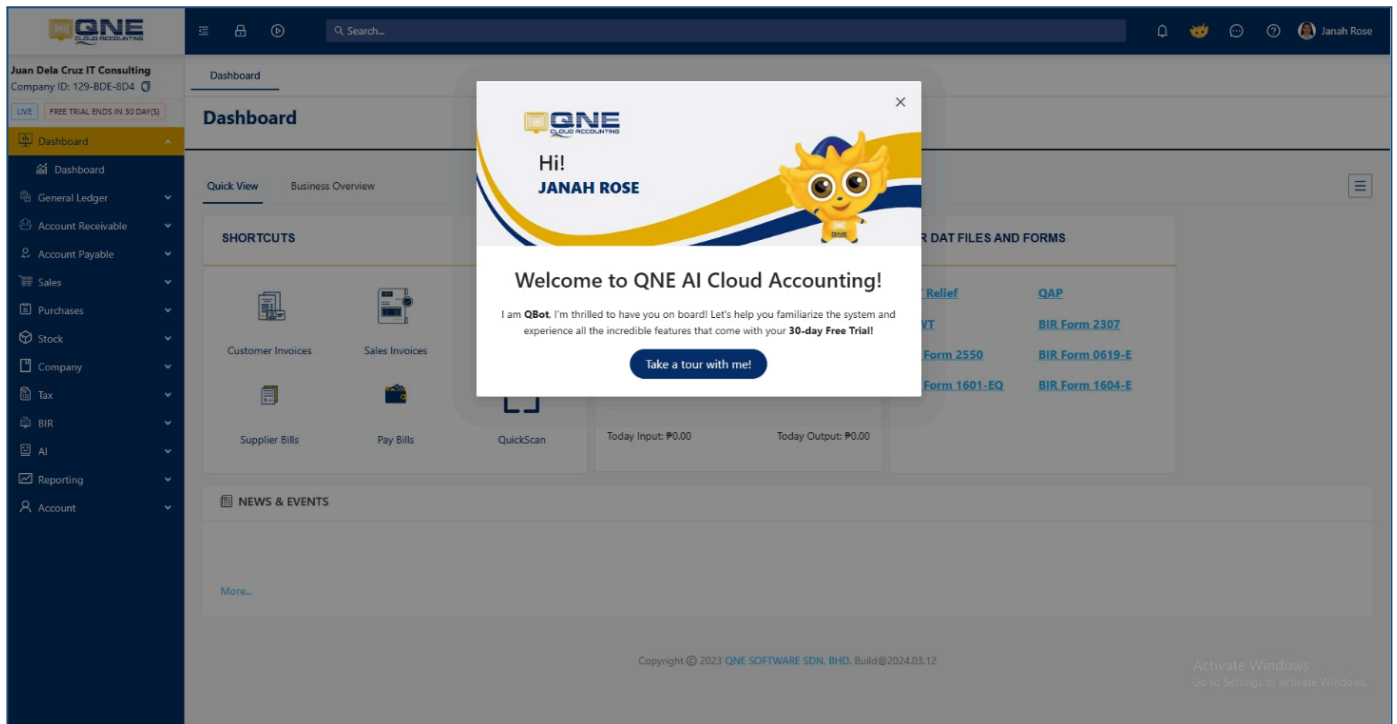 QNE
CLOUD ACCOUNTING
Search...
Janah Rose
Juan Dela Cruz IT Consulting
Company ID: 129-BDE-8D4
LIVE
FREE TRIAL ENDS IN 30 DAY(S)
Dashboard
Dashboard
General Ledger
Account Receivable
Account Payable
Sales
Purchases
Stock
Company
Tax
BIR
AI
Reporting
Account
Dashboard
Dashboard
Quick View
Business Overview
SHORTCUTS
Customer Invoices
Sales Invoices
Supplier Bills
Pay Bills
QuickScan
QNE
CLOUD ACCOUNTING
Hi!
JANAH ROSE
QNE
Welcome to QNE AI Cloud Accounting!
I am QBot, I'm thrilled to have you on board! Let's help you familiarize the system and
experience all the incredible features that come with your 30-day Free Trial!
Take a tour with me!
Today Input: ₱0.00
Today Output: ₱0.00
DAT FILES AND FORMS
Relief
QAP
BIR Form 2307
Form 2550
BIR Form 0619-E
Form 1601-EQ
BIR Form 1604-E
NEWS & EVENTS
More...
Copyright © 2023 QNE SOFTWARE SDN. BHD. Build@2024.03.12
Activate Windows
Go to Settings to activate Windows.